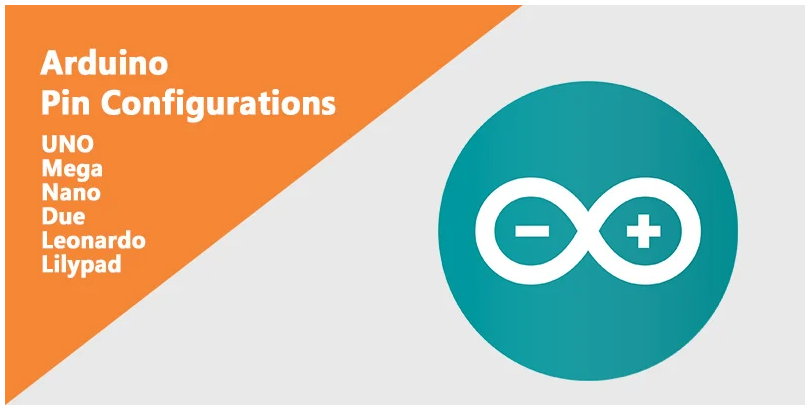 Arduino
Pin Configurations
UNO
Mega
Nano
Due
Leonardo
Lilypad
- +